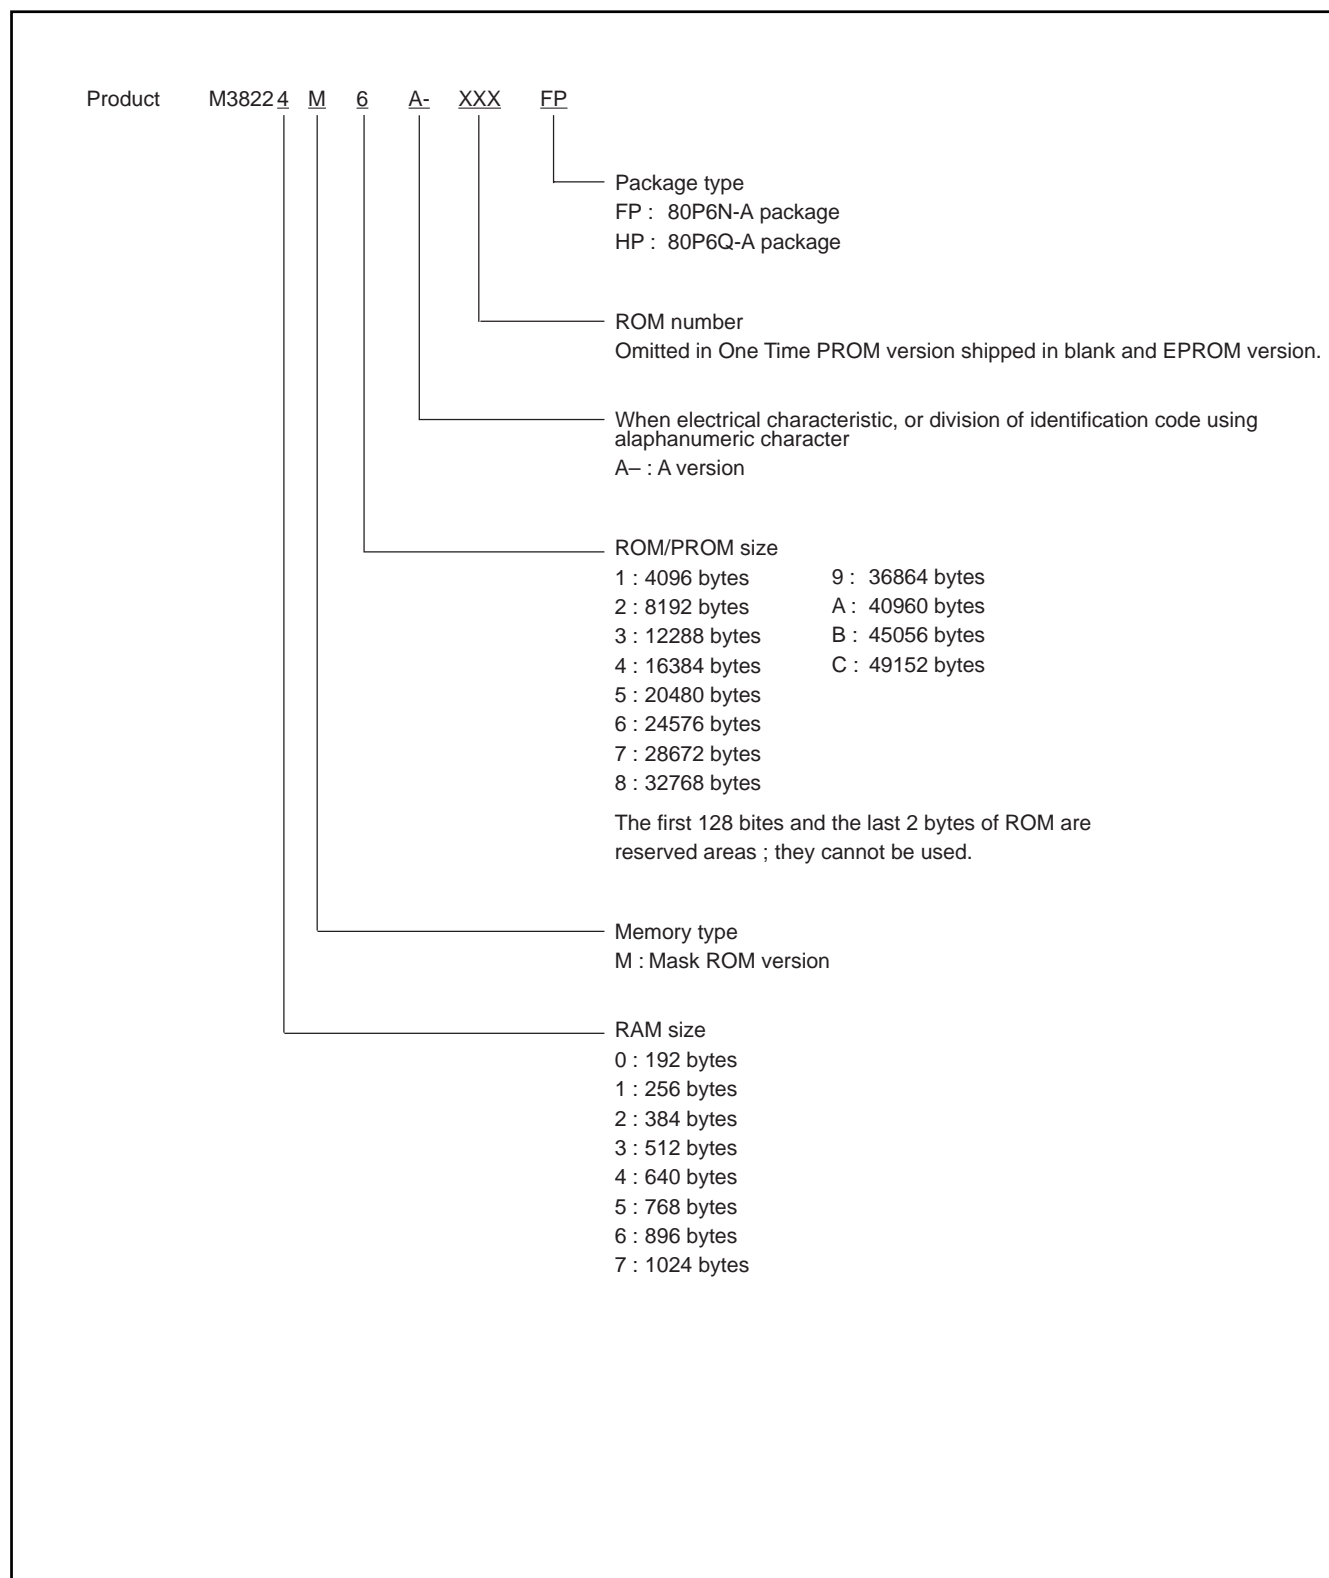 Product M38224 M 6 A- XXX FP
Package type
FP : 80P6N-A package
HP : 80P6Q-A package
ROM number
Omitted in One Time PROM version shipped in blank and EPROM version.
When electrical characteristic, or division of identification code using
alaphanumeric character
A– : A version
ROM/PROM size
1 : 4096 bytes 9 : 36864 bytes
2 : 8192 bytes A : 40960 bytes
3 : 12288 bytes B : 45056 bytes
4 : 16384 bytes C : 49152 bytes
5 : 20480 bytes
6 : 24576 bytes
7 : 28672 bytes
8 : 32768 bytes
The first 128 bites and the last 2 bytes of ROM are
reserved areas ; they cannot be used.
Memory type
M : Mask ROM version
RAM size
0 : 192 bytes
1 : 256 bytes
2 : 384 bytes
3 : 512 bytes
4 : 640 bytes
5 : 768 bytes
6 : 896 bytes
7 : 1024 bytes